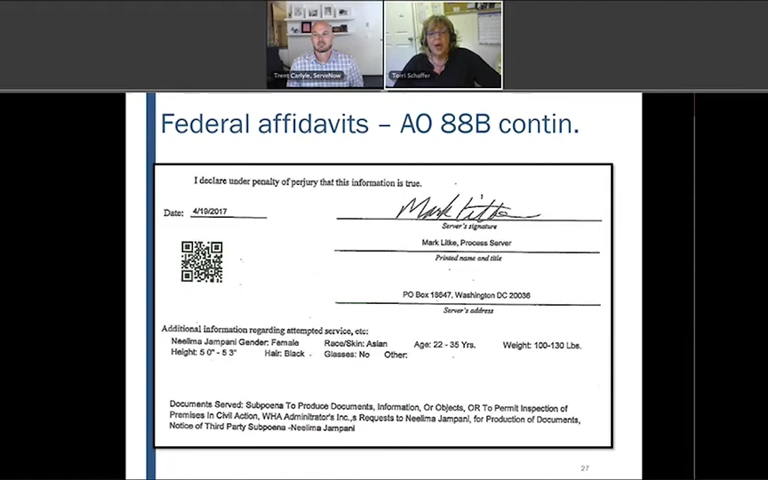 Trent Carlyle, ServeNow
Terri Schaffer
Federal affidavits – AO 88B contin.
I declare under penalty of perjury that this information is true.
Date: 4/19/2017
Mark Litke
Server's signature
Mark Litke, Process Server
Printed name and title
PO Box 18647, Washington DC 20036
Server's address
Additional information regarding attempted service, etc:
Neelima Jampani Gender: Female Race/Skin: Asian Age: 22 - 35 Yrs. Weight: 100-130 Lbs.
Height: 5 0" - 5 3" Hair: Black Glasses: No Other:
Documents Served: Subpoena To Produce Documents, Information, Or Objects, OR To Permit Inspection of
Premises In Civil Action, WHA Adminitrator's Inc.,s Requests to Neelima Jampani, for Production of Documents,
Notice of Third Party Subpoena -Neelima Jampani
27